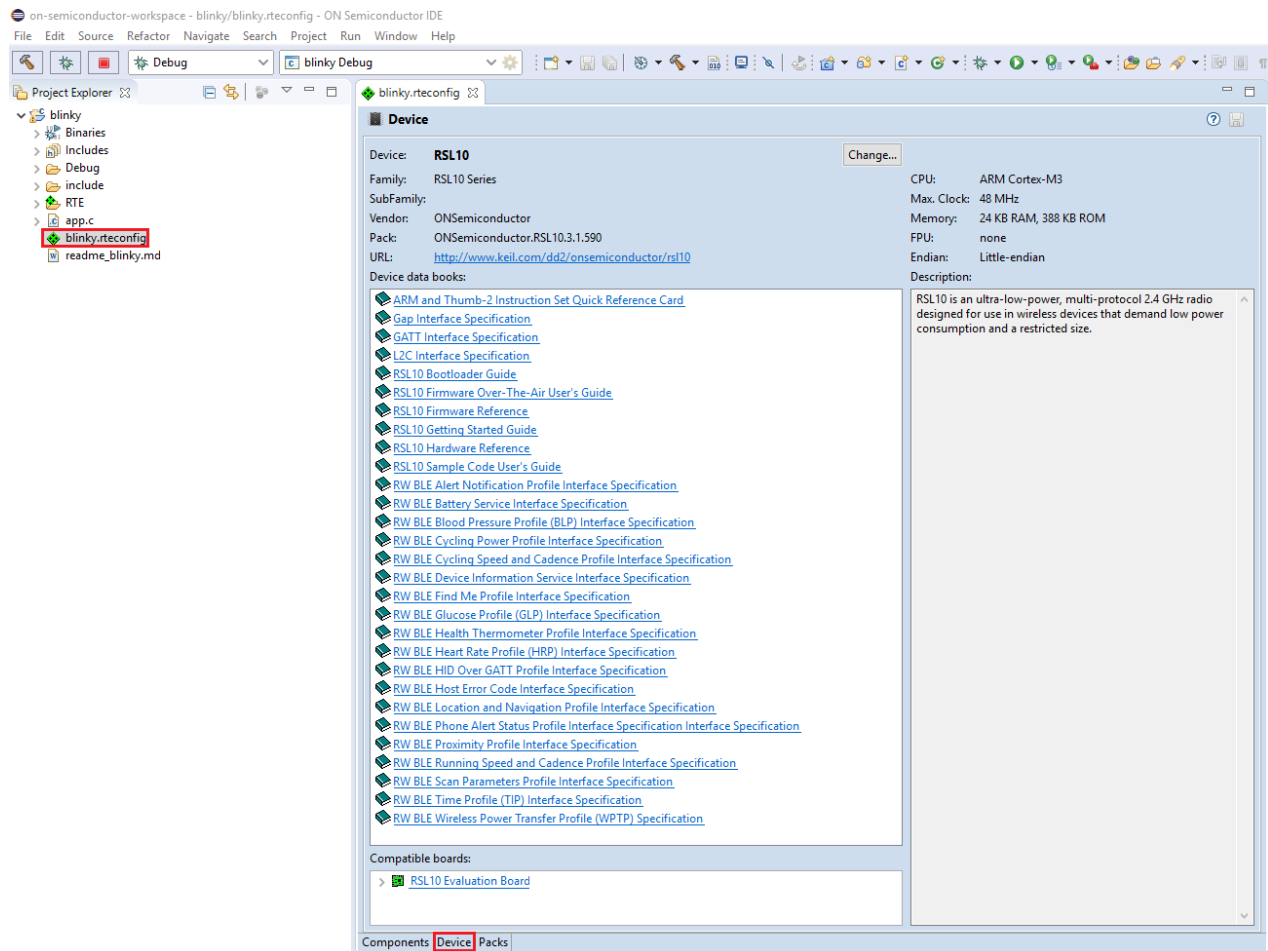 on-semiconductor-workspace - blinky/blinky.rteconfig - ON Semiconductor IDE
File Edit Source Refactor Navigate Search Project Run Window Help
Debug
blinky Debug
Project Explorer
blinky
Binaries
Includes
Debug
include
RTE
app.c
blinky.rteconfig
readme_blinky.md
blinky.rteconfig
Device
Device: RSL10 Change...
Family: RSL10 Series
SubFamily:
Vendor: ONSemiconductor
Pack: ONSemiconductor.RSL10.3.1.590
URL: http://www.keil.com/dd2/onsemiconductor/rsl10
CPU: ARM Cortex-M3
Max. Clock: 48 MHz
Memory: 24 KB RAM, 388 KB ROM
FPU: none
Endian: Little-endian
Device data books:
ARM and Thumb-2 Instruction Set Quick Reference Card
Gap Interface Specification
GATT Interface Specification
L2C Interface Specification
RSL10 Bootloader Guide
RSL10 Firmware Over-The-Air User's Guide
RSL10 Firmware Reference
RSL10 Getting Started Guide
RSL10 Hardware Reference
RSL10 Sample Code User's Guide
RW BLE Alert Notification Profile Interface Specification
RW BLE Battery Service Interface Specification
RW BLE Blood Pressure Profile (BLP) Interface Specification
RW BLE Cycling Power Profile Interface Specification
RW BLE Cycling Speed and Cadence Profile Interface Specification
RW BLE Device Information Service Interface Specification
RW BLE Find Me Profile Interface Specification
RW BLE Glucose Profile (GLP) Interface Specification
RW BLE Health Thermometer Profile Interface Specification
RW BLE Heart Rate Profile (HRP) Interface Specification
RW BLE HID Over GATT Profile Interface Specification
RW BLE Host Error Code Interface Specification
RW BLE Location and Navigation Profile Interface Specification
RW BLE Phone Alert Status Profile Interface Specification Interface Specification
RW BLE Proximity Profile Interface Specification
RW BLE Running Speed and Cadence Profile Interface Specification
RW BLE Scan Parameters Profile Interface Specification
RW BLE Time Profile (TIP) Interface Specification
RW BLE Wireless Power Transfer Profile (WPTP) Specification
Description:
RSL10 is an ultra-low-power, multi-protocol 2.4 GHz radio
designed for use in wireless devices that demand low power
consumption and a restricted size.
Compatible boards:
RSL10 Evaluation Board
Components Device Packs